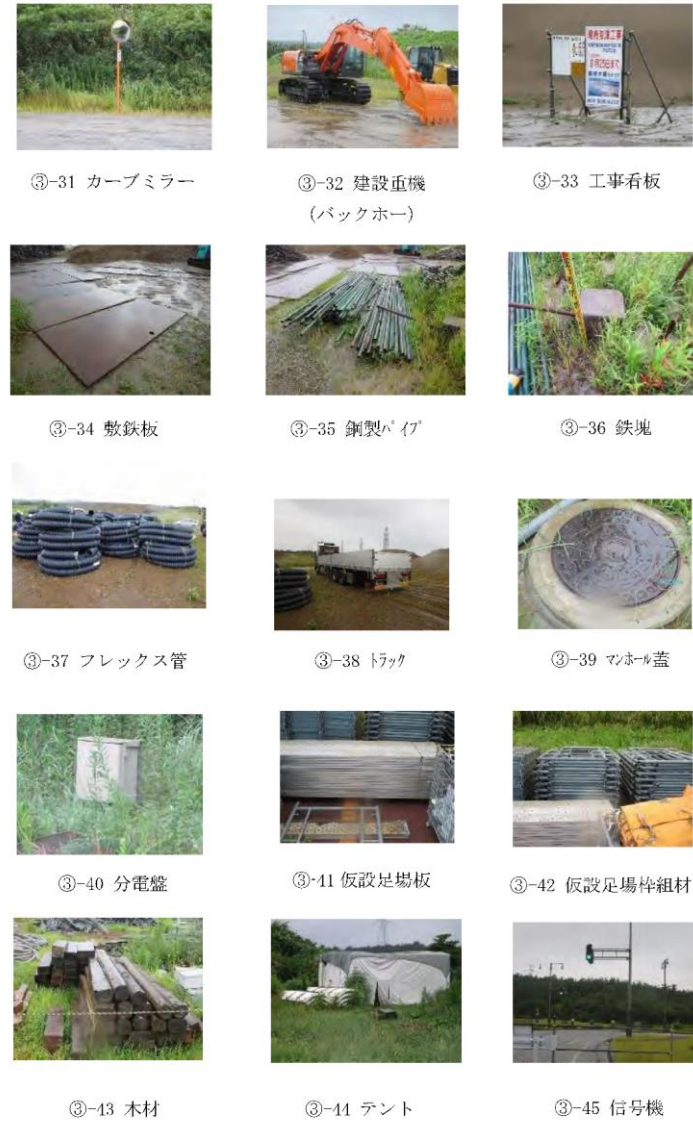 ③-31 カーブミラー
③-32 建設重機
(バックホー)
③-33 工事看板
③-34 敷鉄板
③-35 鋼製ﾊﾟｲﾌﾟ
③-36 鉄塊
③-37 フレックス管
③-38 ﾄﾗｯｸ
③-39 ﾏﾝﾎｰﾙ蓋
③-40 分電盤
③-41 仮設足場板
③-42 仮設足場枠組材
③-43 木材
③-44 テント
③-45 信号機